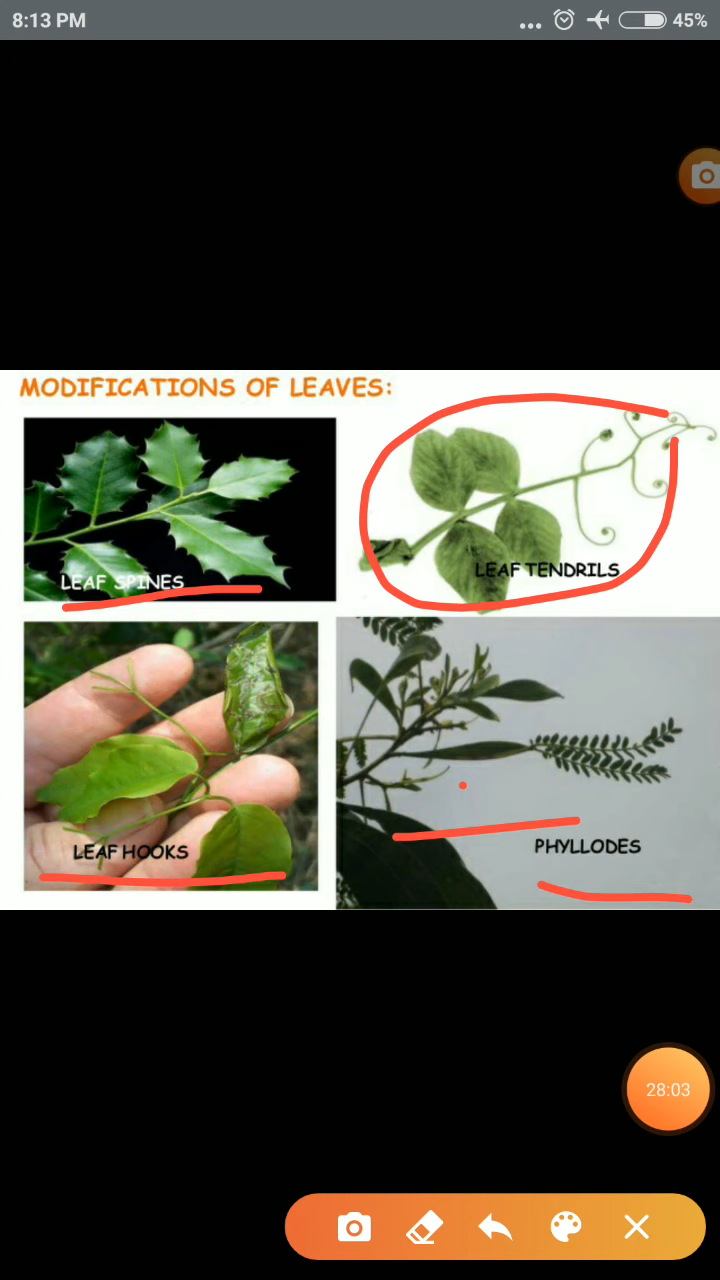 8:13 PM
45%
MODIFICATIONS OF LEAVES:
LEAF SPINES
LEAF TENDRILS
LEAF HOOKS
PHYLLODES
28:03